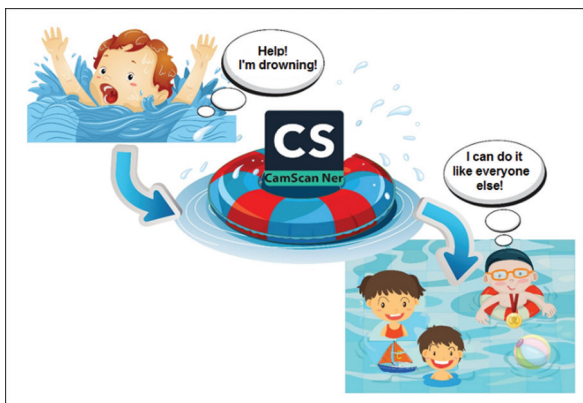 Help!
I'm drowning!
CS
CamScan Ner
I can do it
like everyone
else!